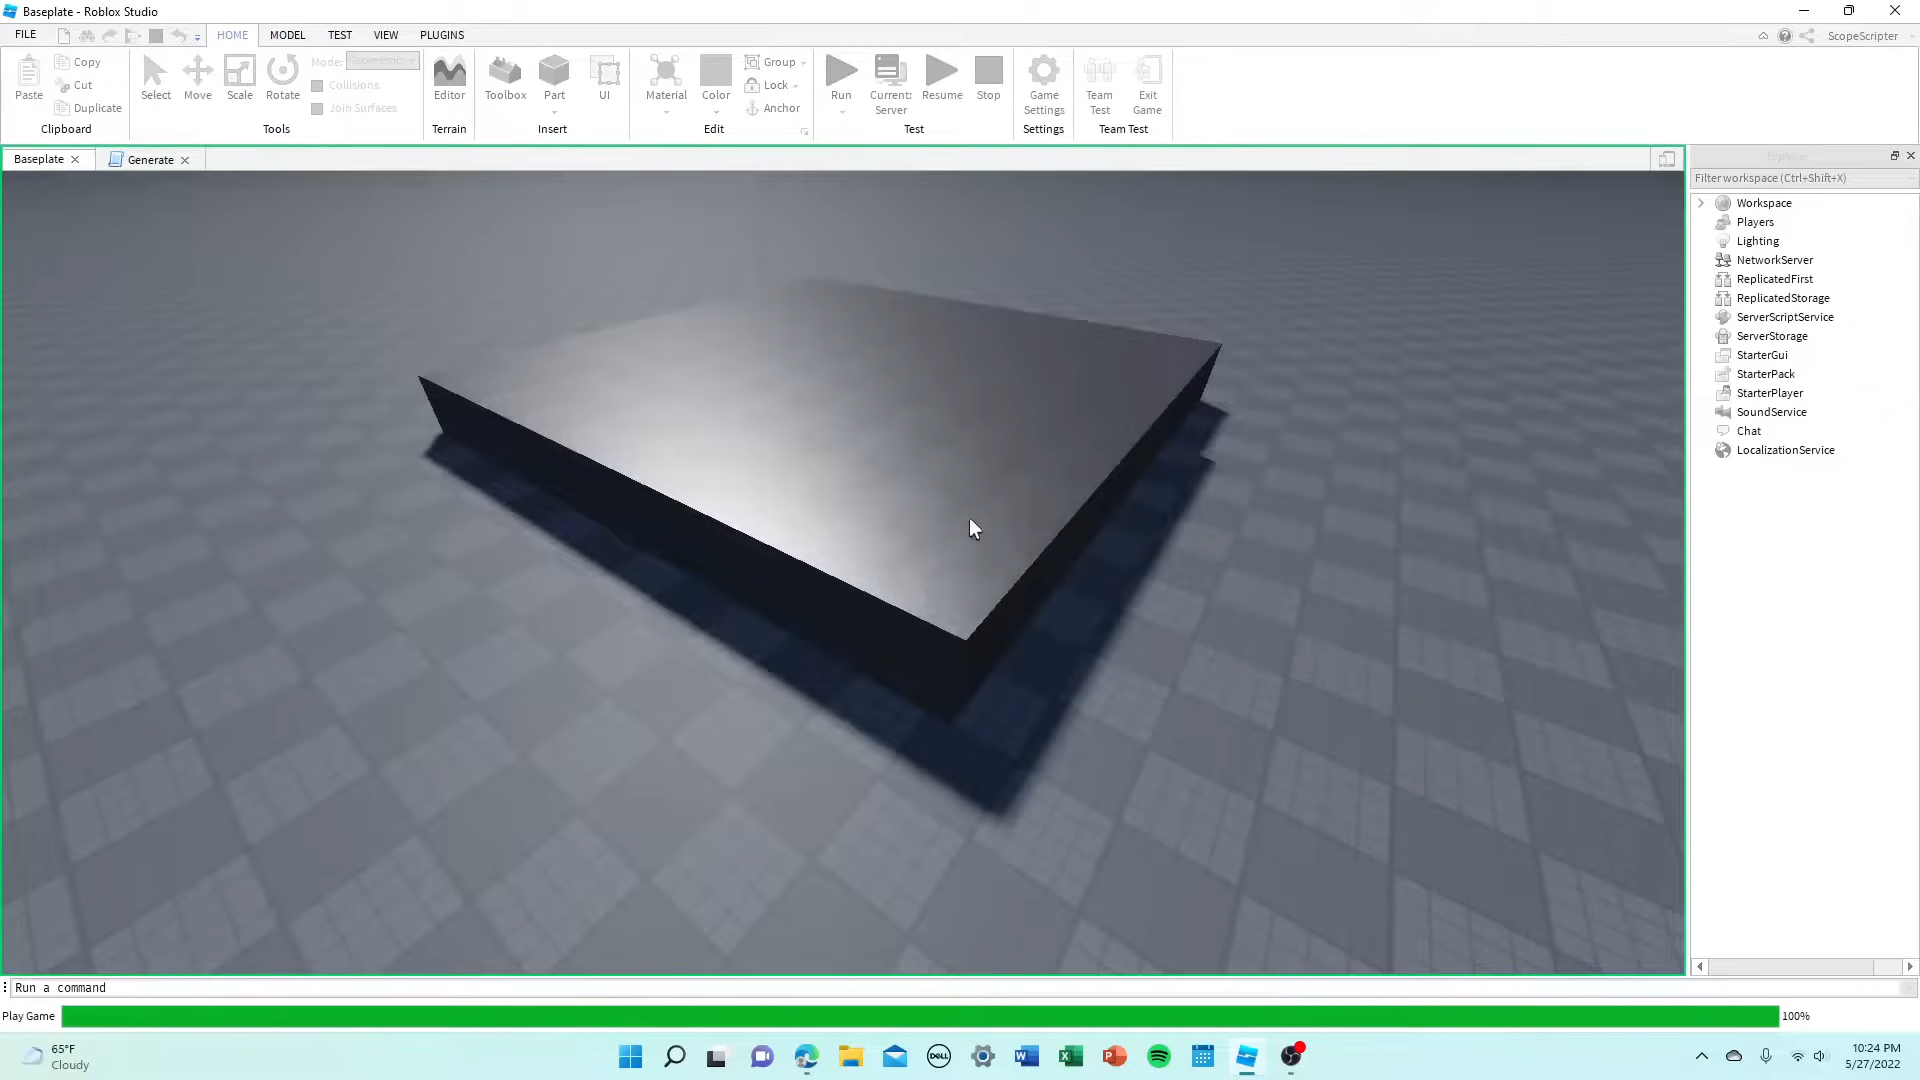 Baseplate - Roblox Studio
FILE HOME MODEL TEST VIEW PLUGINS ScopeScripter
Paste Copy Cut Duplicate
Select Move Scale Rotate
Mode: Geometric
Collisions
Join Surfaces
Editor Toolbox Part UI
Material Color
Group
Lock
Anchor
Run
Current:
Server
Resume Stop
Game
Settings
Team
Test
Exit
Game
Clipboard Tools Terrain Insert Edit Test Settings Team Test
Baseplate Generate
Explorer
Filter workspace (Ctrl+Shift+X)
Workspace
Players
Lighting
NetworkServer
ReplicatedFirst
ReplicatedStorage
ServerScriptService
ServerStorage
StarterGui
StarterPack
StarterPlayer
SoundService
Chat
LocalizationService
Run a command
Play Game 100%
65°F
Cloudy
DELL
10:24 PM
5/27/2022